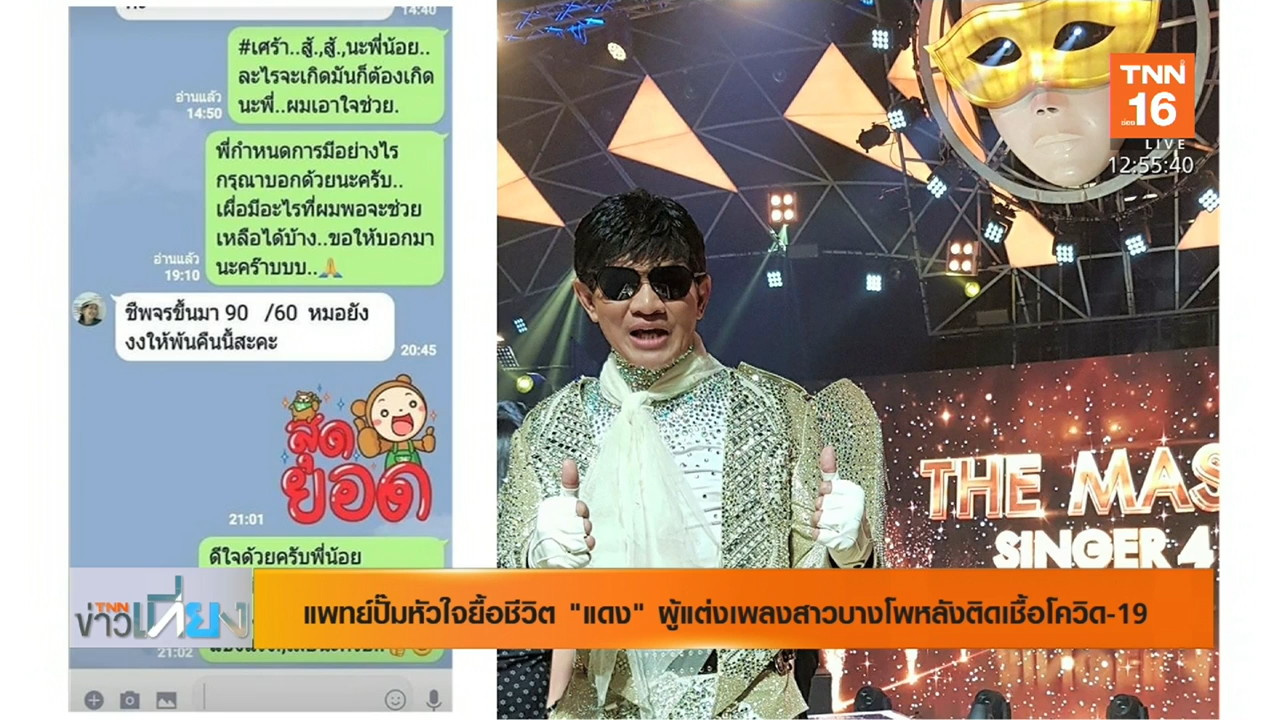 14:40
#เศร้า..สู้.,สู้.,นะพี่น้อย..
ละไรจะเกิดมันก็ต้องเกิด
นะพี่..ผมเอาใจช่วย.
อ่านแล้ว
14:50
พี่กำหนดการมีอย่างไร
กรุณาบอกด้วยนะครับ..
เผื่อมีอะไรที่ผมพอจะช่วย
เหลือได้บ้าง..ขอให้บอกมา
นะคร๊าบบบ..🙏
อ่านแล้ว
19:10
ชีพจรขึ้นมา 90 /60 หมอยัง
งงให้พ้นคืนนี้สะคะ
20:45
สุด
ยอด
21:01
ดีใจด้วยครับพี่น้อย
21:02
TNN
16
LIVE
12:55:40
THE MAS
SINGER 4
TNN
ข่าวเที่ยง
แพทย์ปั๊มหัวใจยื้อชีวิต "แดง" ผู้แต่งเพลงสาวบางโพหลังติดเชื้อโควิด-19